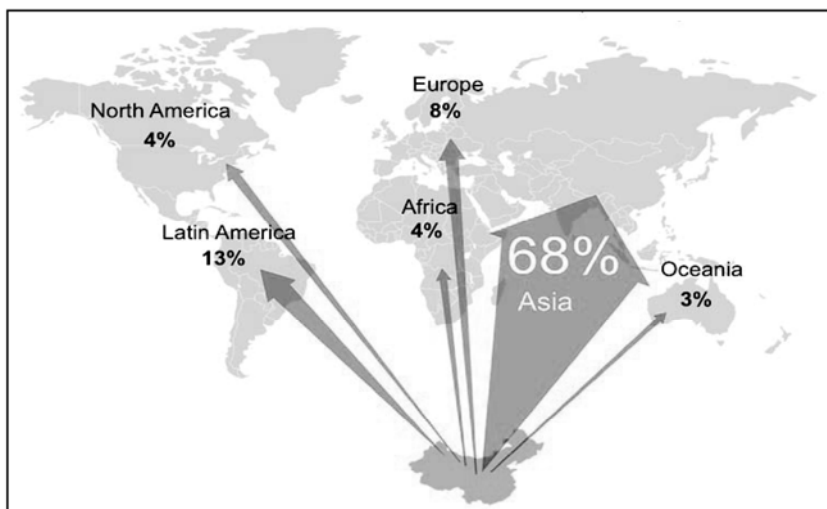 North America
4%
Europe
8%
Latin America
13%
Africa
4%
68%
Asia
Oceania
3%